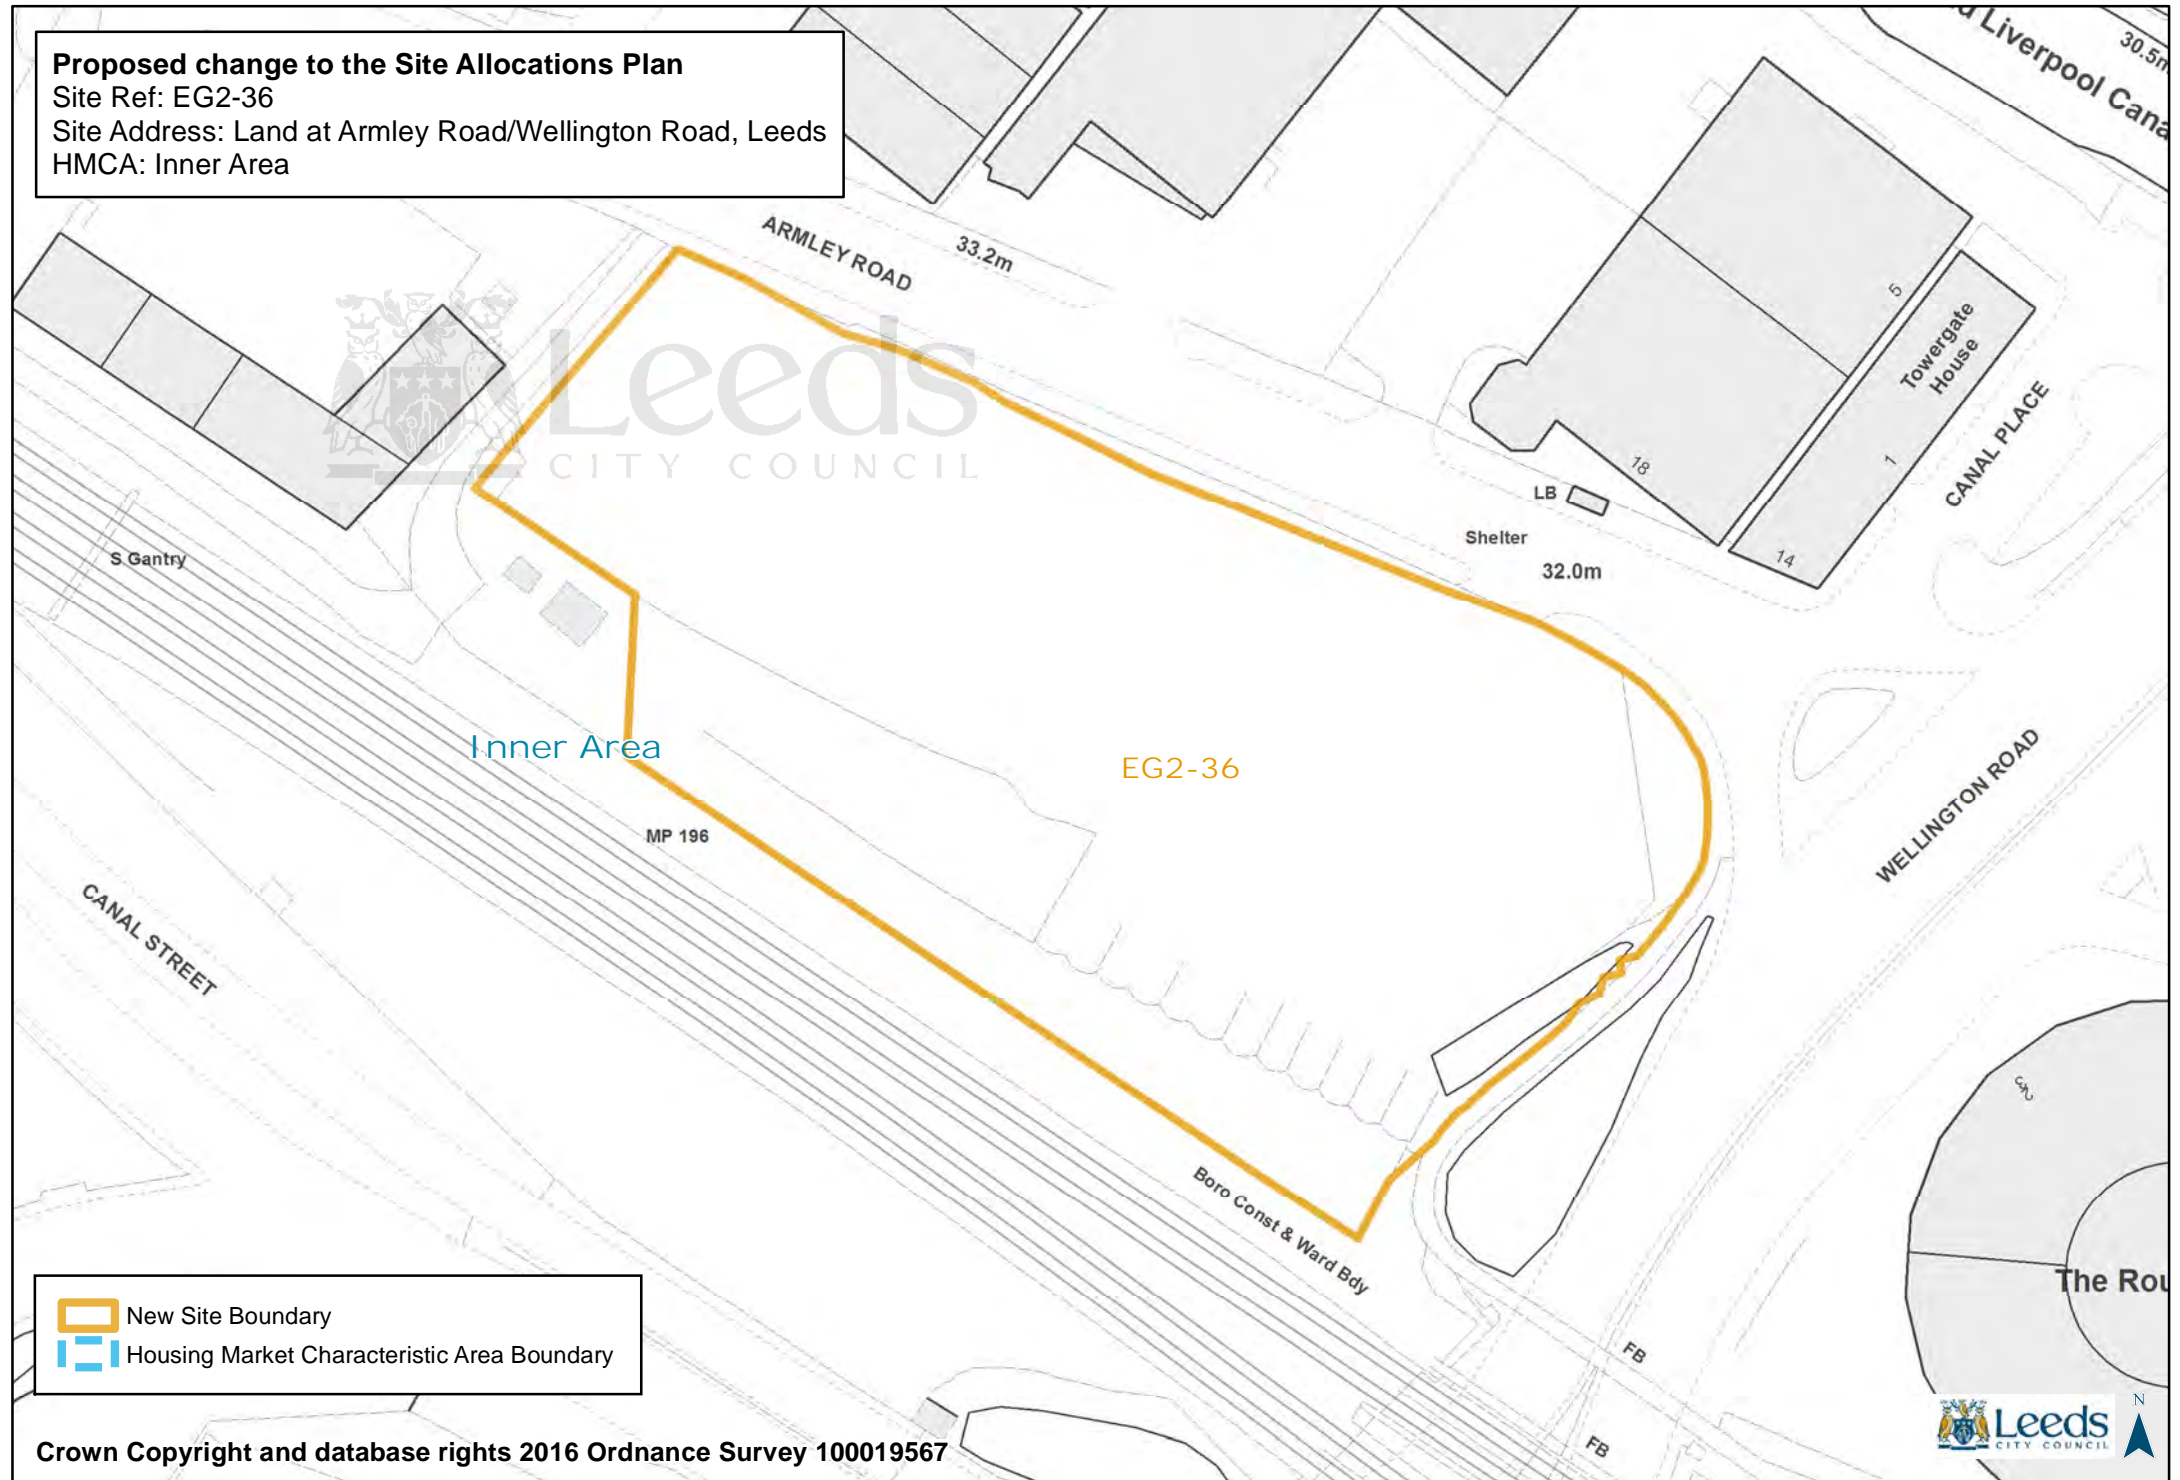 Proposed change to the Site Allocations Plan
Site Ref: EG2-36
Site Address: Land at Armley Road/Wellington Road, Leeds
HMCA: Inner Area
Liverpool Cana
30.5m
ARMLEY ROAD
33.2m
Leeds
CITY COUNCIL
5
Towergate
House
1
CANAL PLACE
18
LB
Shelter
14
32.0m
S Gantry
Inner Area
EG2-36
WELLINGTON ROAD
MP 196
CANAL STREET
Boro Const & Ward Bdy
The Rou
FB
FB
New Site Boundary
Housing Market Characteristic Area Boundary
Leeds
CITY COUNCIL
N
Crown Copyright and database rights 2016 Ordnance Survey 100019567